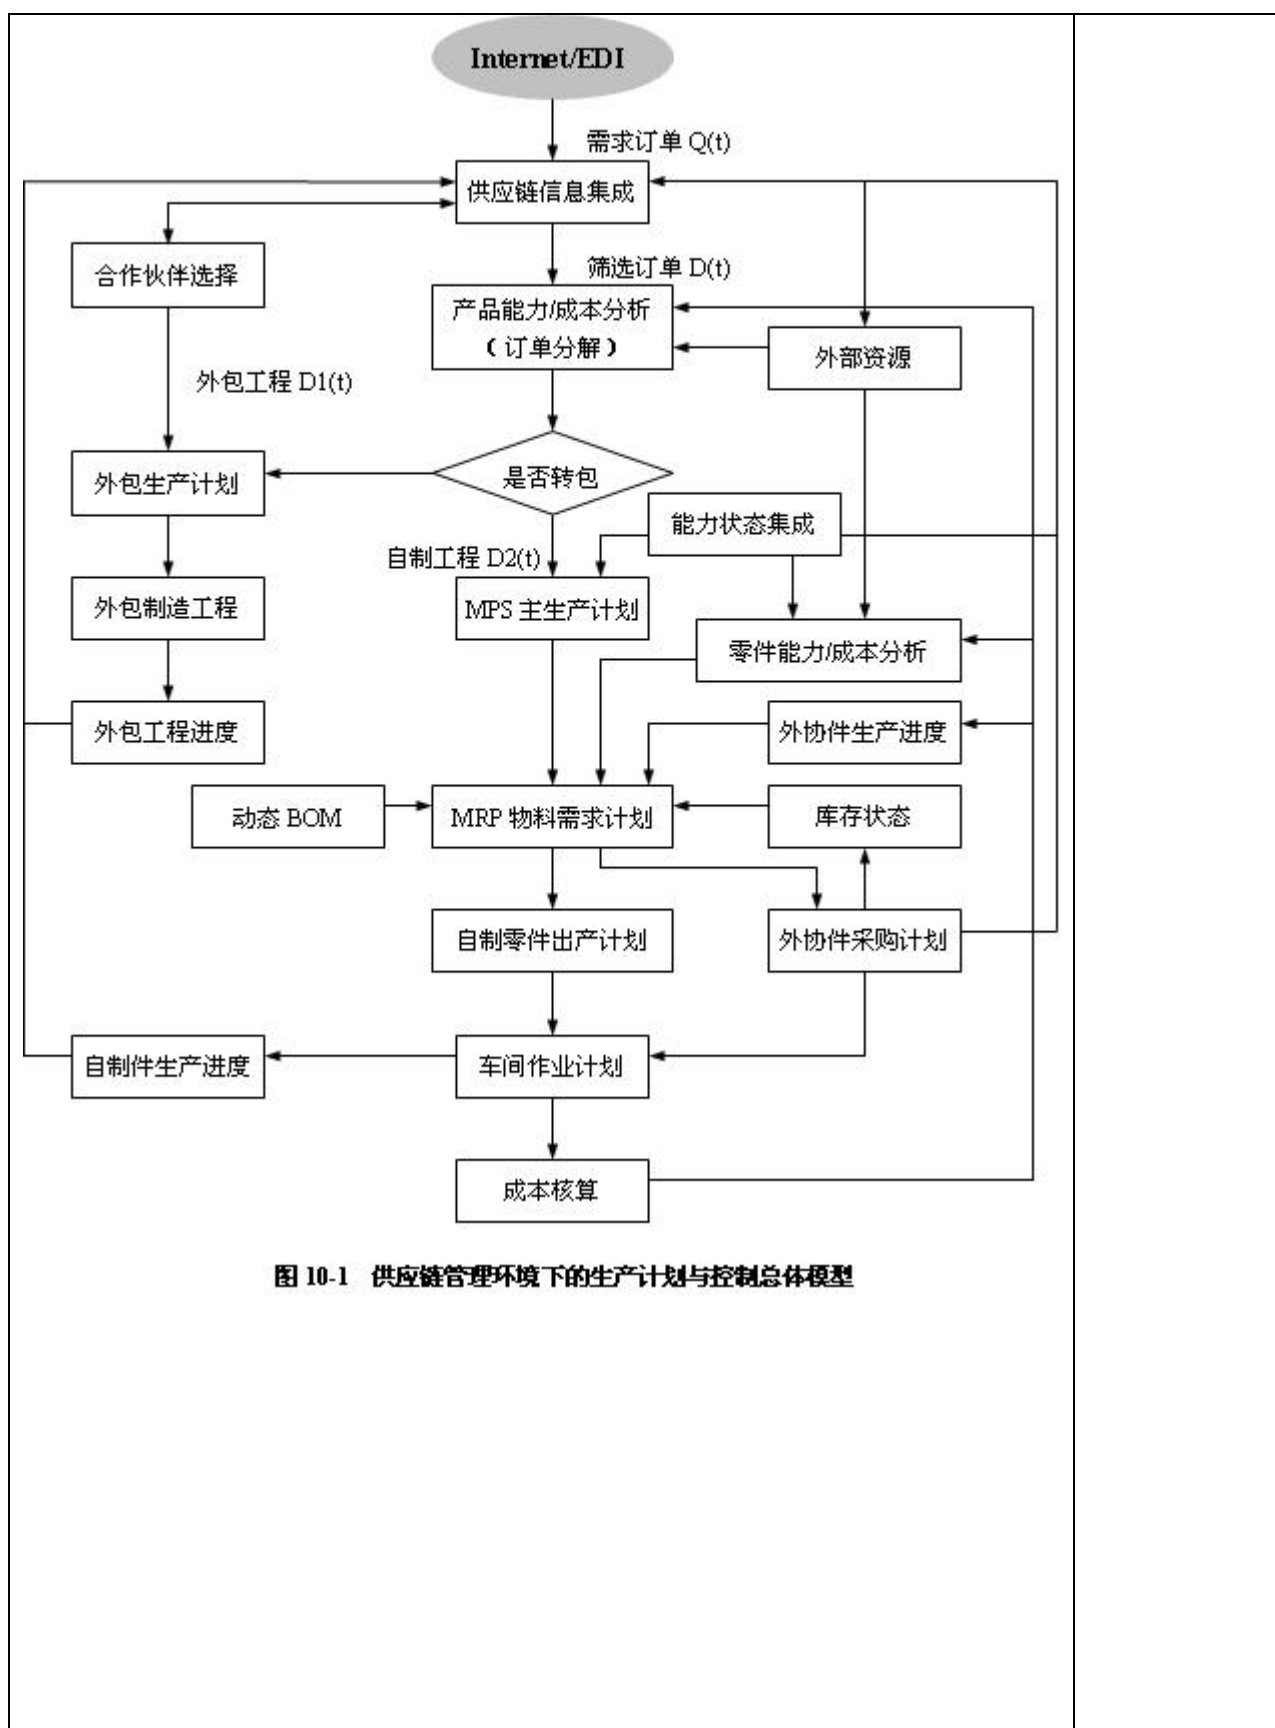 Internet/EDI
需求订单 Q(t)
供应链信息集成
合作伙伴选择
筛选订单 D(t)
产品能力/成本分析
（订单分解）
外部资源
外包工程 D1(t)
外包生产计划
是否转包
能力状态集成
自制工程 D2(t)
外包制造工程
MPS 主生产计划
零件能力/成本分析
外包工程进度
外协件生产进度
动态 BOM
MRP 物料需求计划
库存状态
自制零件出产计划
外协件采购计划
自制件生产进度
车间作业计划
成本核算
图 10-1 供应链管理环境下的生产计划与控制总体模型